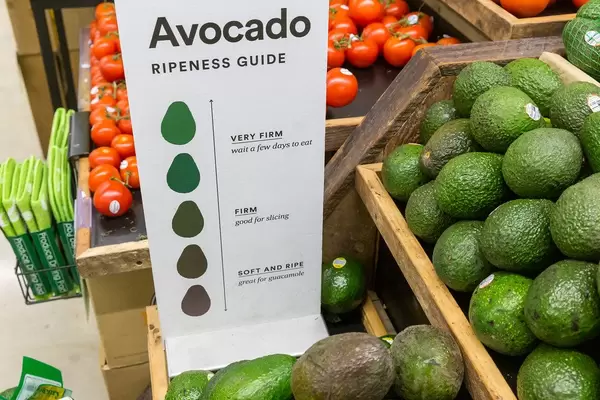 Avocado
RIPENESS GUIDE
VERY FIRM
wait a few days to eat
FIRM
good for slicing
SOFT AND RIPE
great for guacamole